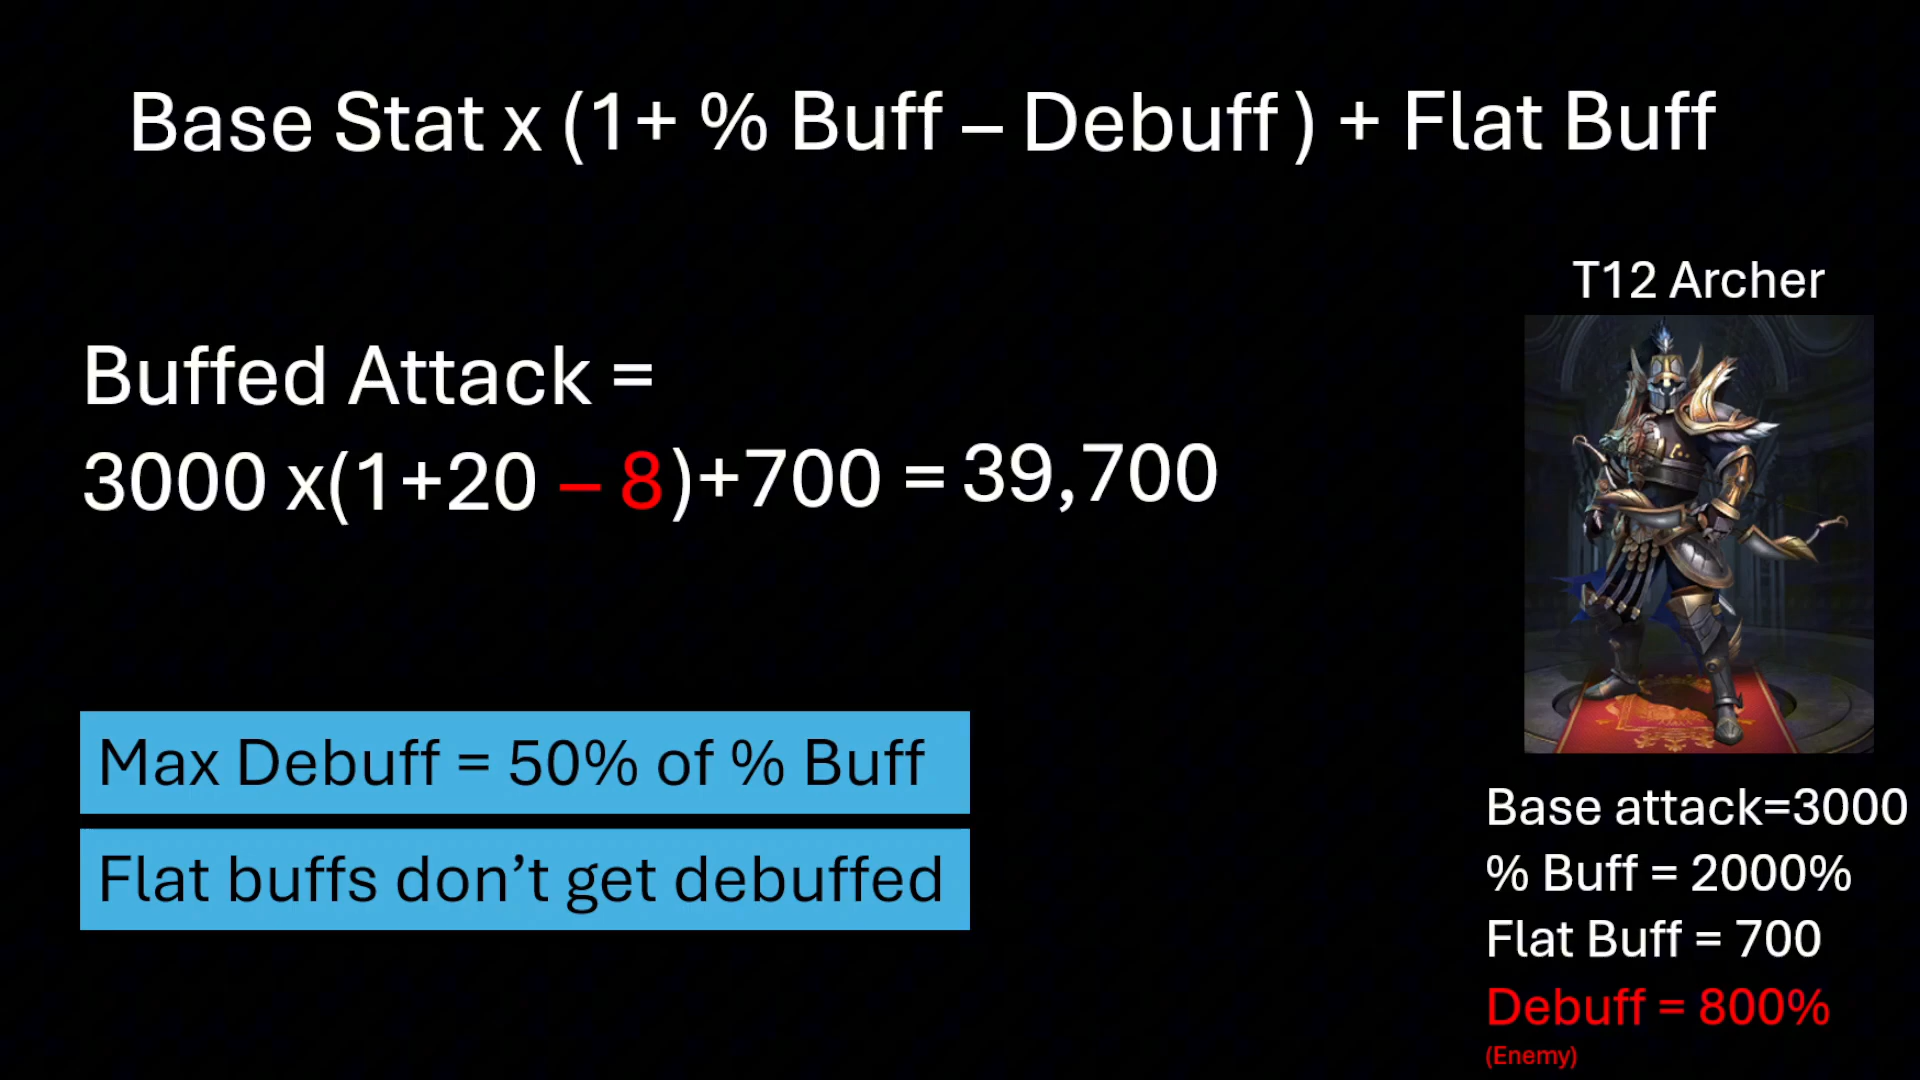 Base Stat x (1+ % Buff – Debuff ) + Flat Buff
T12 Archer
Buffed Attack =
3000 x(1+20 – 8)+700 = 39,700
Max Debuff = 50% of % Buff
Flat buffs don’t get debuffed
Base attack=3000
% Buff = 2000%
Flat Buff = 700
Debuff = 800%
(Enemy)